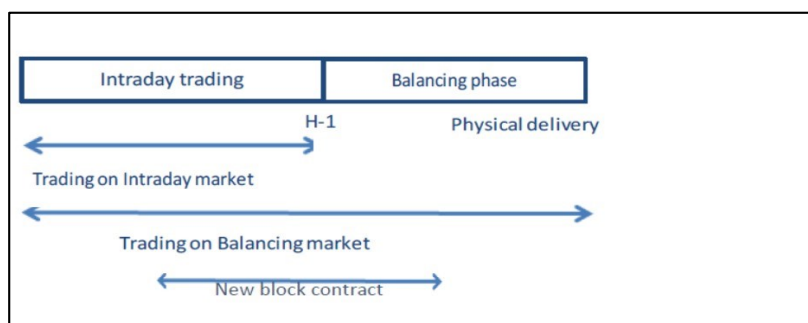 Intraday trading
Balancing phase
H-1
Physical delivery
Trading on Intraday market
Trading on Balancing market
New block contract